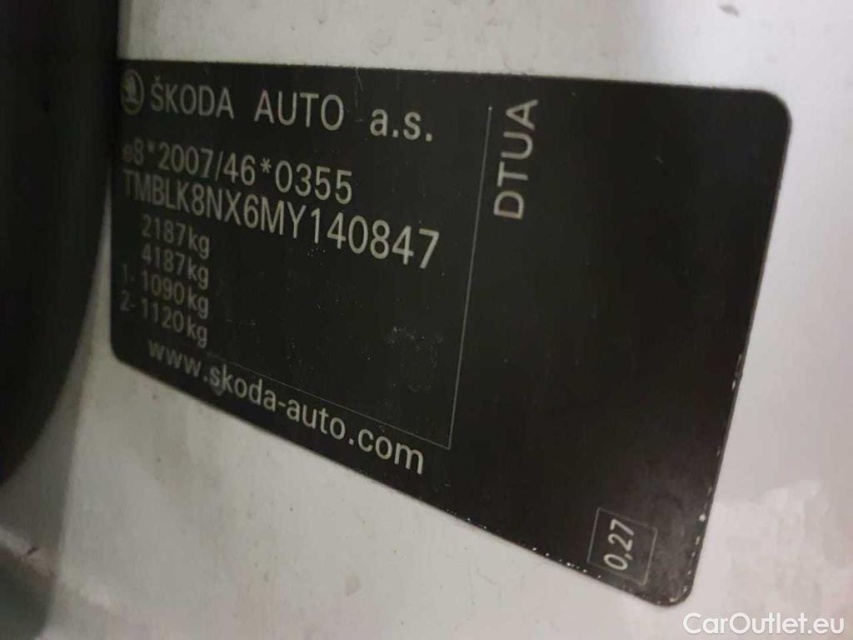 ŠKODA AUTO a.s.
e8*2007/46*0355
TMBLK8NX6MY140847
2187kg
4187kg
1- 1090kg
2- 1120kg
www.skoda-auto.com
DTUA
0,27
CarOutlet.eu